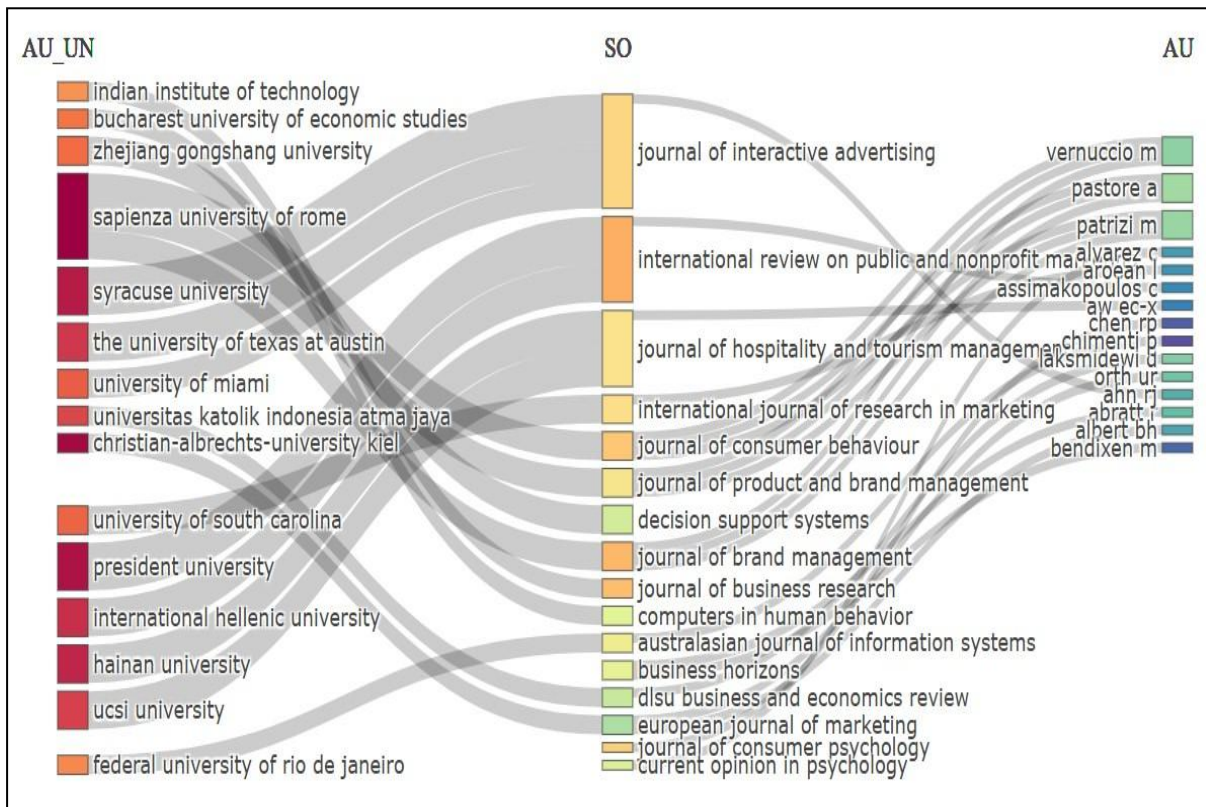 AU_UN
SO
AU
indian institute of technology
bucharest university of economic studies
zhejiang gongshang university
sapienza university of rome
syracuse university
the university of texas at austin
university of miami
universitas katolik indonesia atma jaya
christian-albrechts-university kiel
university of south carolina
president university
international hellenic university
hainan university
ucsi university
federal university of rio de janeiro
journal of interactive advertising
international review on public and nonprofit ma
journal of hospitality and tourism management
international journal of research in marketing
journal of consumer behaviour
journal of product and brand management
decision support systems
journal of brand management
journal of business research
computers in human behavior
australasian journal of information systems
business horizons
dlsu business and economics review
european journal of marketing
journal of consumer psychology
current opinion in psychology
vernuccio m
pastore a
patrizi m
alvarez c
aroean l
assimakopoulos c
aw ec-x
chen rp
chimenti p
laksmidewi d
orth ur
ahn rj
abratt r
albert bh
bendixen m